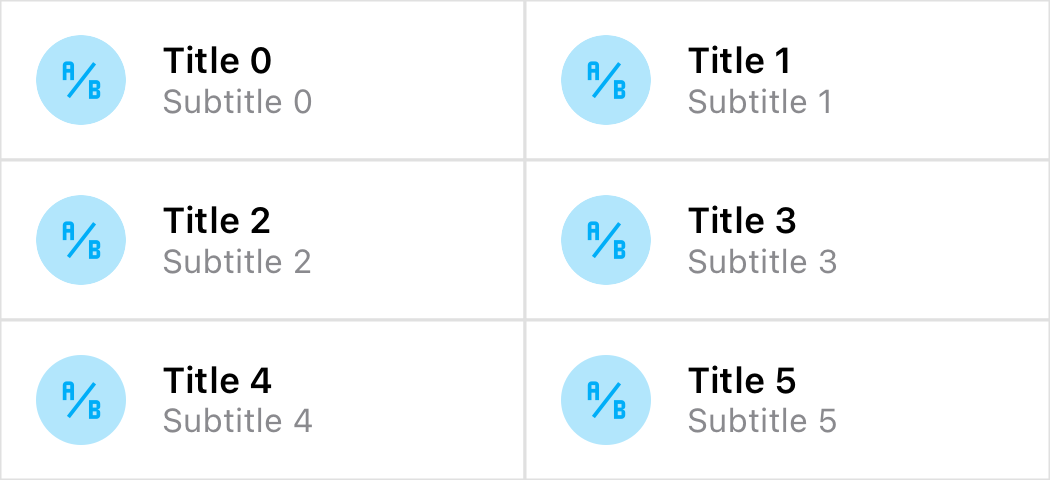 A/B
Title 0
Subtitle 0
A/B
Title 1
Subtitle 1
A/B
Title 2
Subtitle 2
A/B
Title 3
Subtitle 3
A/B
Title 4
Subtitle 4
A/B
Title 5
Subtitle 5